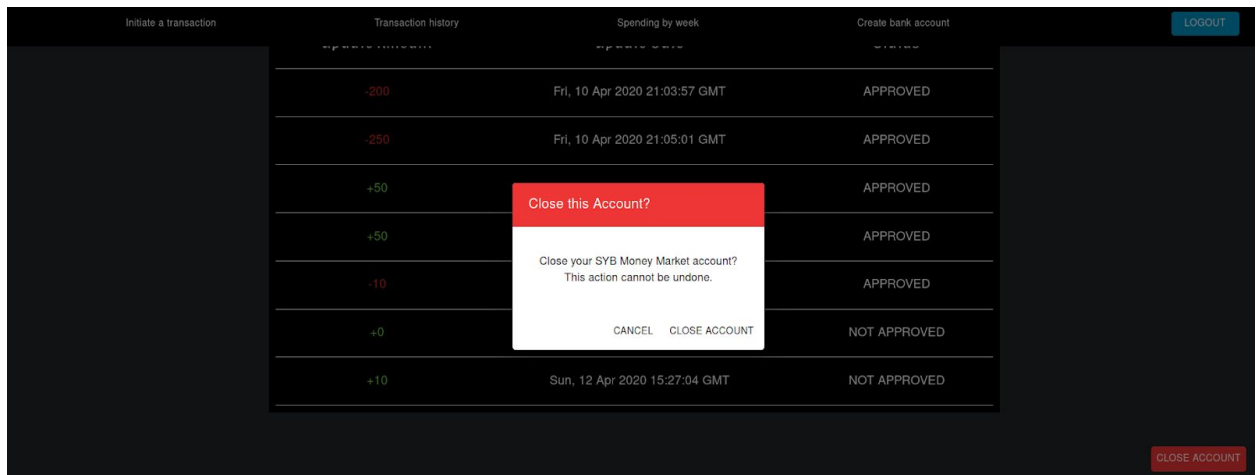 Initiate a transaction Transaction history Spending by week Create bank account LOGOUT
-200 Fri, 10 Apr 2020 21:03:57 GMT APPROVED
-250 Fri, 10 Apr 2020 21:05:01 GMT APPROVED
+50 APPROVED
Close this Account?
+50 APPROVED
Close your SYB Money Market account?
This action cannot be undone.
-10 APPROVED
CANCEL CLOSE ACCOUNT
+0 NOT APPROVED
+10 Sun, 12 Apr 2020 15:27:04 GMT NOT APPROVED
CLOSE ACCOUNT